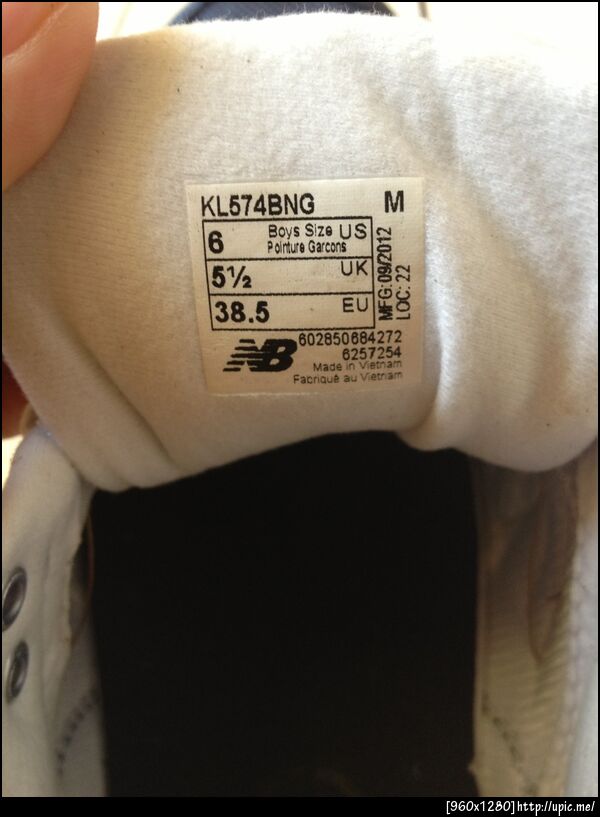 KL574BNG M
6 Boys Size US
Pointure Garcons
5½ UK
38.5 EU
MFG:09/2012
LOC: 22
NB
602850684272
6257254
Made in Vietnam
Fabriqué au Vietnam
[960x1280]http://upic.me/